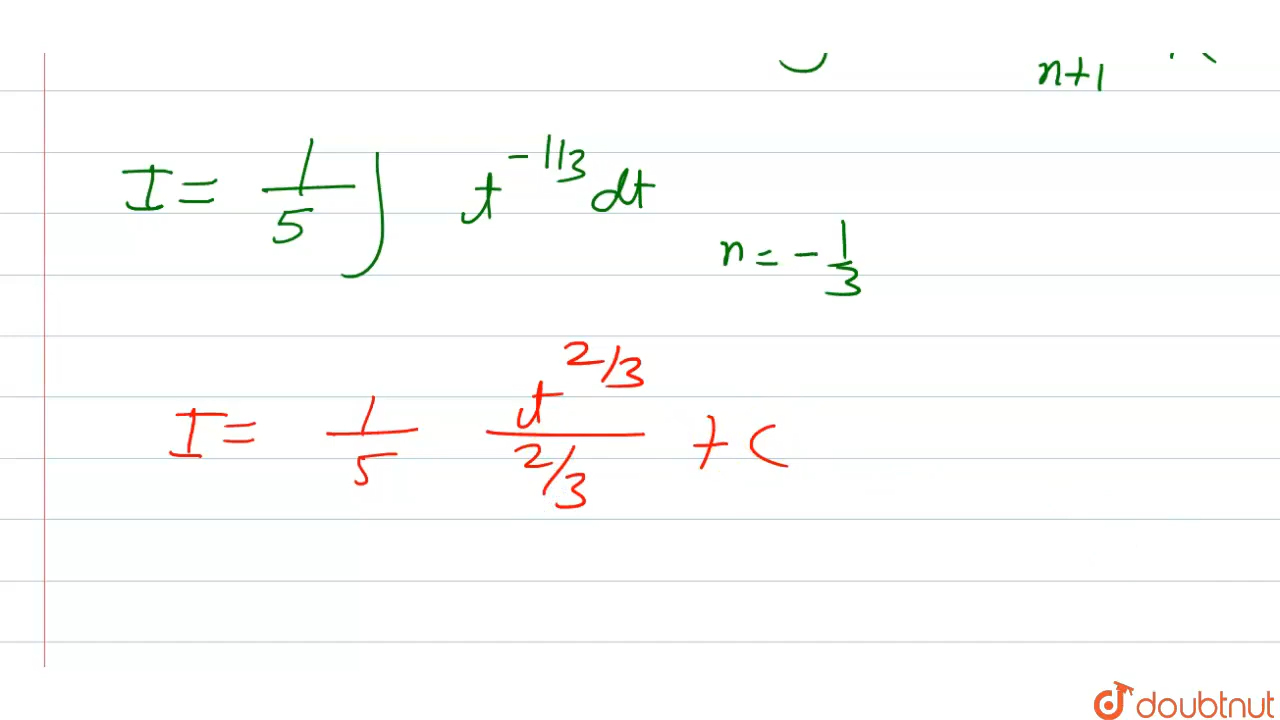 n+1
I = 1/5 ∫ t^-1/3 dt
n = -1/3
I = 1/5 t^2/3 / 2/3 + C
doubtnut